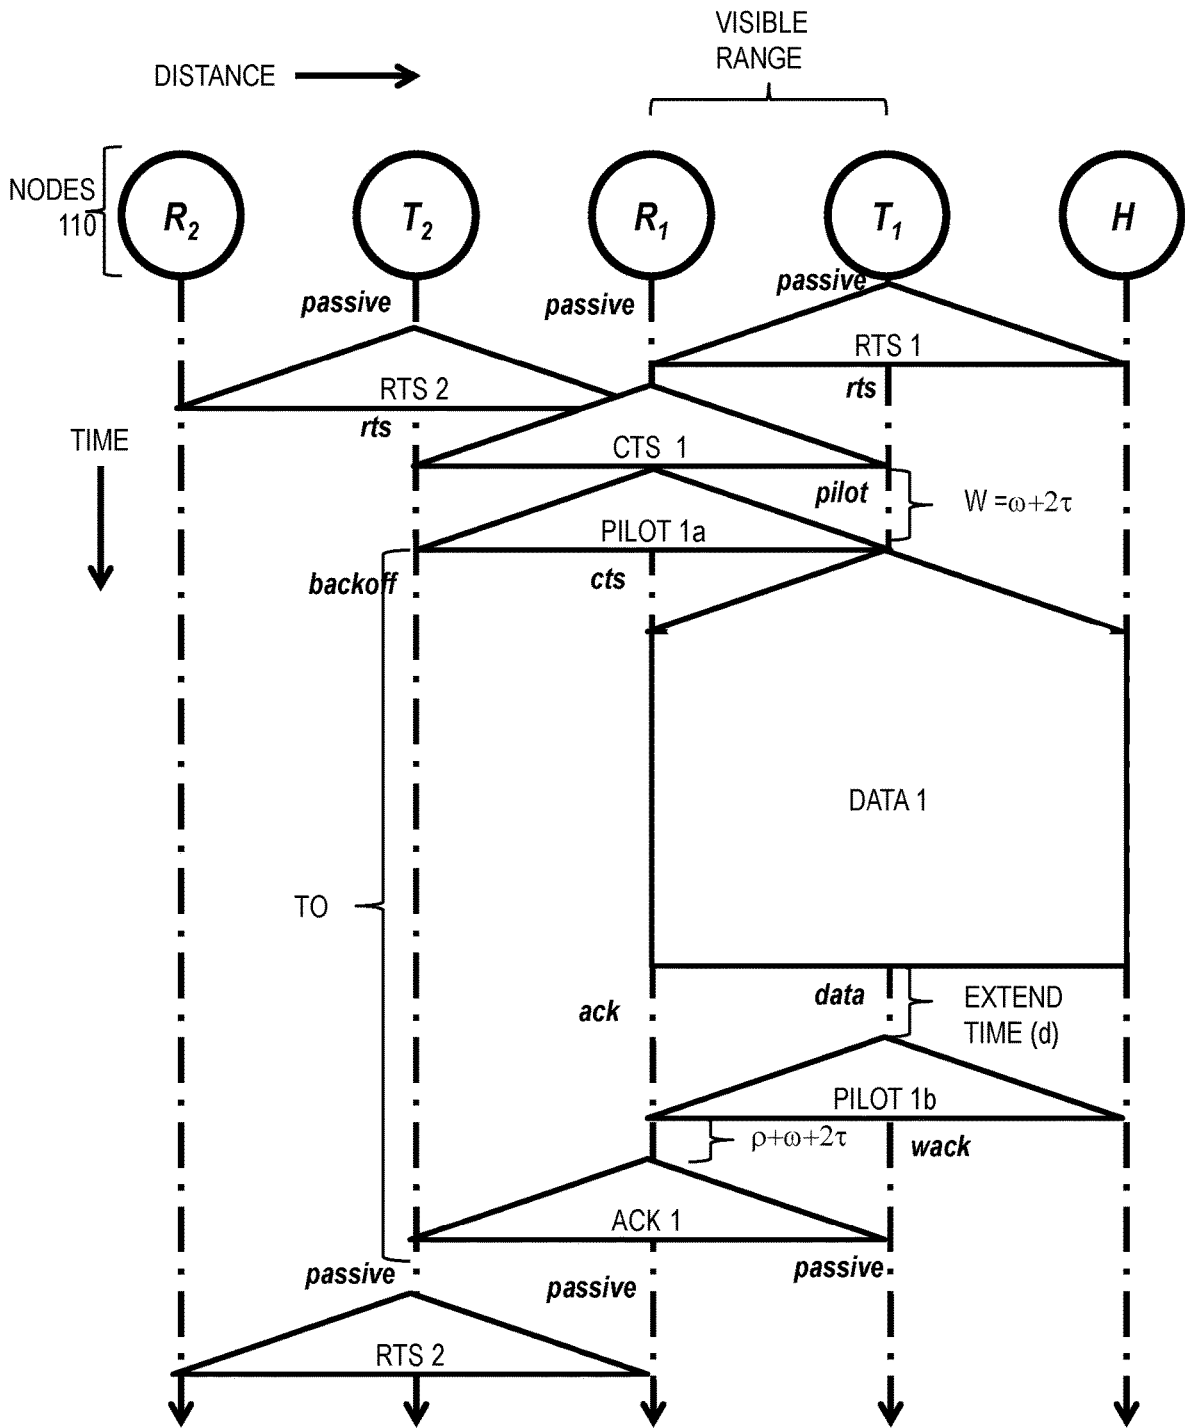 VISIBLE
RANGE
DISTANCE
NODES
110
R2
T2
R1
T1
H
passive
passive
passive
RTS 1
RTS 2
rts
rts
TIME
CTS 1
pilot
W =ω+2τ
PILOT 1a
backoff
cts
DATA 1
TO
ack
data
EXTEND
TIME (d)
PILOT 1b
ρ+ω+2τ
wack
ACK 1
passive
passive
passive
RTS 2